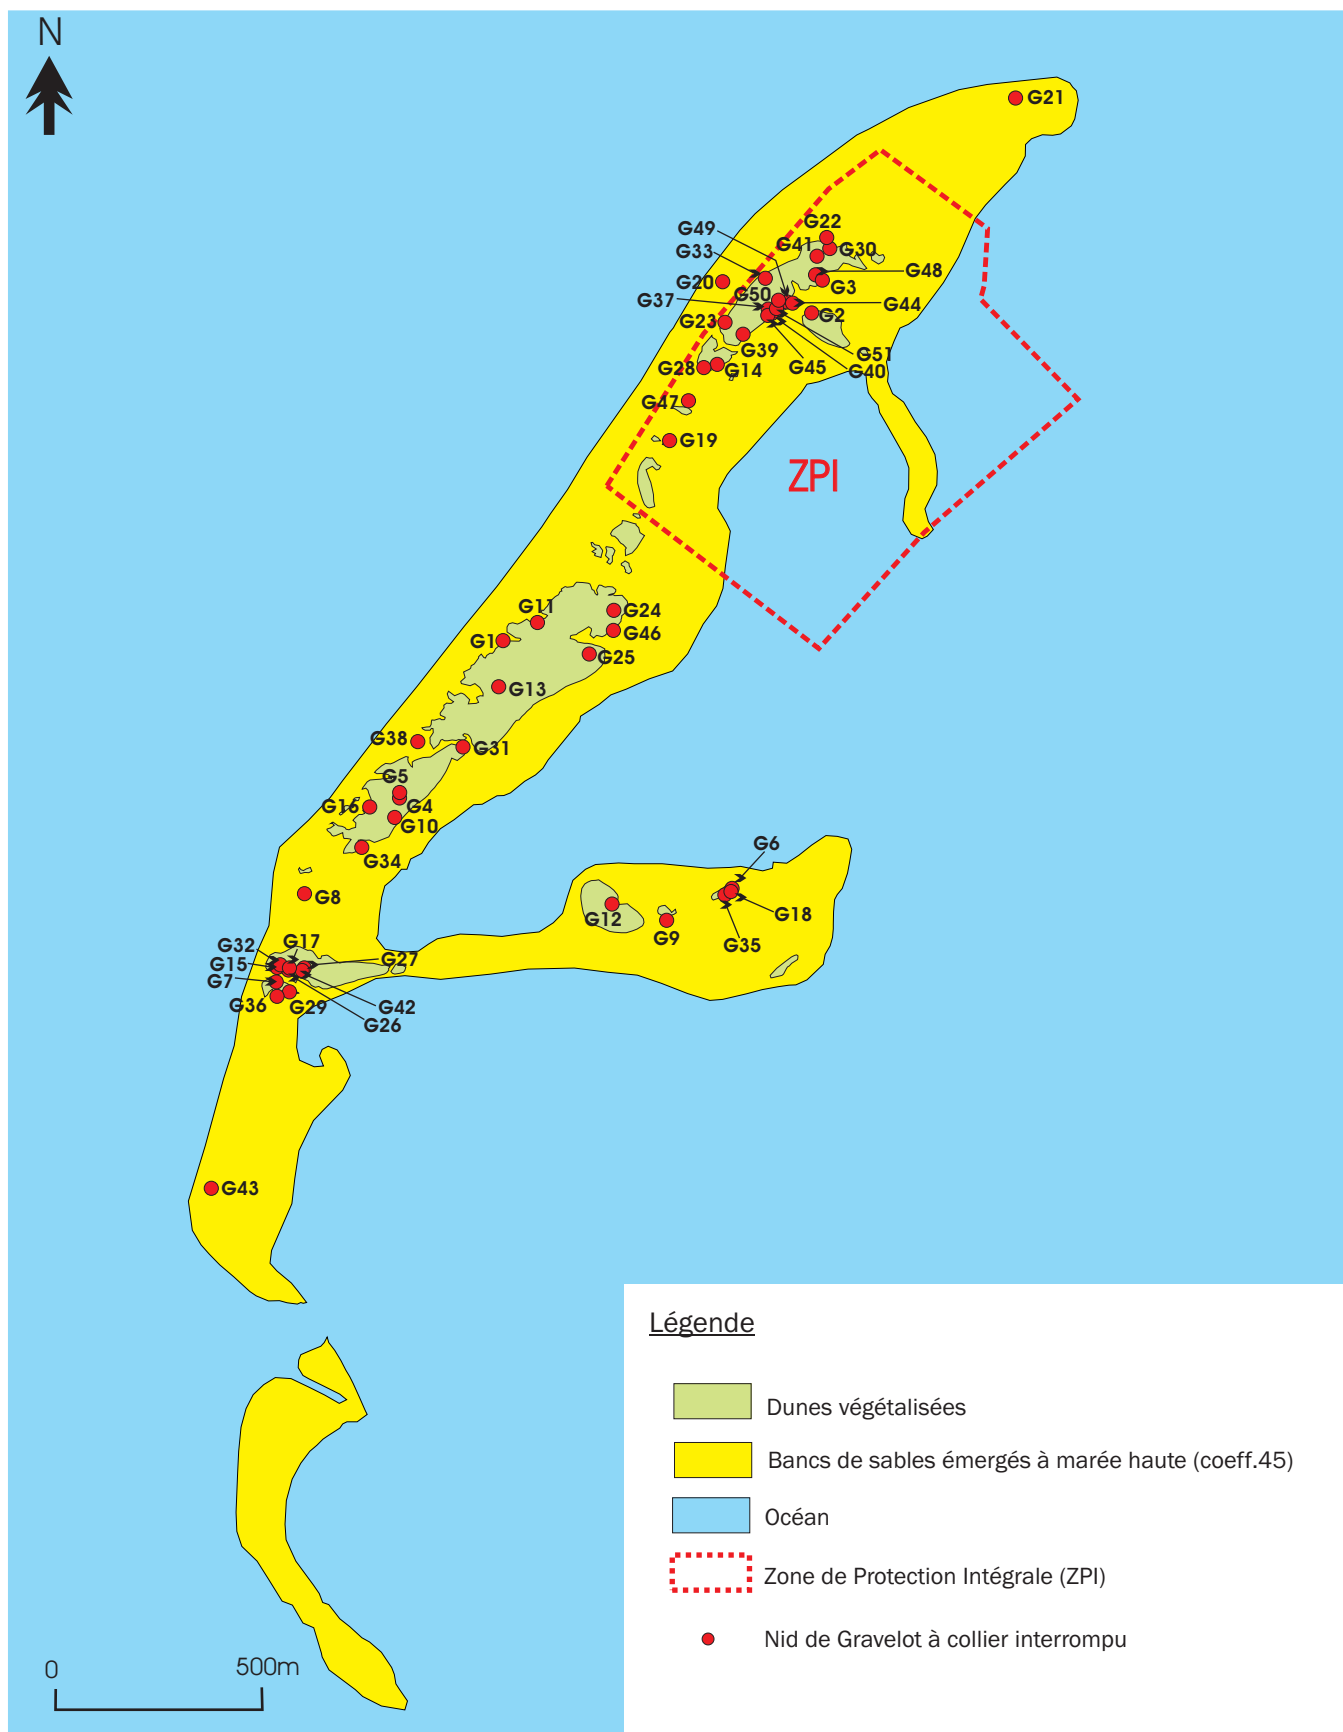 N
G21
G22
G49
G41
G30
G33
G48
G20
G3
G50
G37
G44
G23
G2
G39
G51
G28
G14
G45
G40
G47
G19
ZPI
G11
G24
G1
G46
G25
G13
G38
G31
G5
G16
G4
G10
G34
G6
G8
G12
G18
G9
G35
G17
G32
G27
G15
G7
G36
G29
G42
G26
G43
Légende
Dunes végétalisées
Bancs de sables émergés à marée haute (coeff.45)
Océan
Zone de Protection Intégrale (ZPI)
Nid de Gravelot à collier interrompu
0 500m